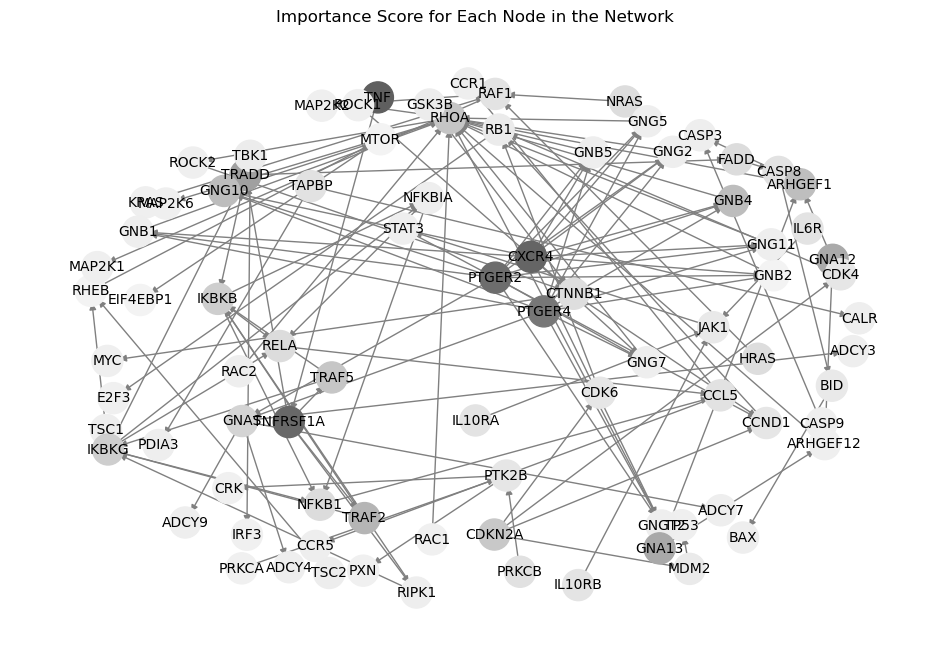 Importance Score for Each Node in the Network
CCR1
TNF
RAF1
MAP2K2
ROCK1
GSK3B
NRAS
RHOA
GNG5
RB1
CASP3
MTOR
GNB5
GNG2
TBK1
FADD
ROCK2
CASP8
TRADD
ARHGEF1
TAPBP
GNG10
NFKBIA
GNB4
KRAS
MAP2K6
STAT3
IL6R
GNB1
GNG11
CXCR4
GNA12
MAP2K1
PTGER2
GNB2
CDK4
RHEB
CTNNB1
EIF4EBP1
IKBKB
PTGER4
CALR
JAK1
RELA
ADCY3
MYC
HRAS
GNG7
RAC2
TRAF5
BID
E2F3
CDK6
CCL5
GNAS
TNFRSF1A
IL10RA
CCND1
CASP9
TSC1
PDIA3
ARHGEF12
IKBKG
PTK2B
CRK
NFKB1
ADCY7
TRAF2
ADCY9
GNGT2
TP53
IRF3
CDKN2A
BAX
CCR5
RAC1
GNA13
PRKCA
ADCY4
TSC2
PXN
PRKCB
MDM2
IL10RB
RIPK1